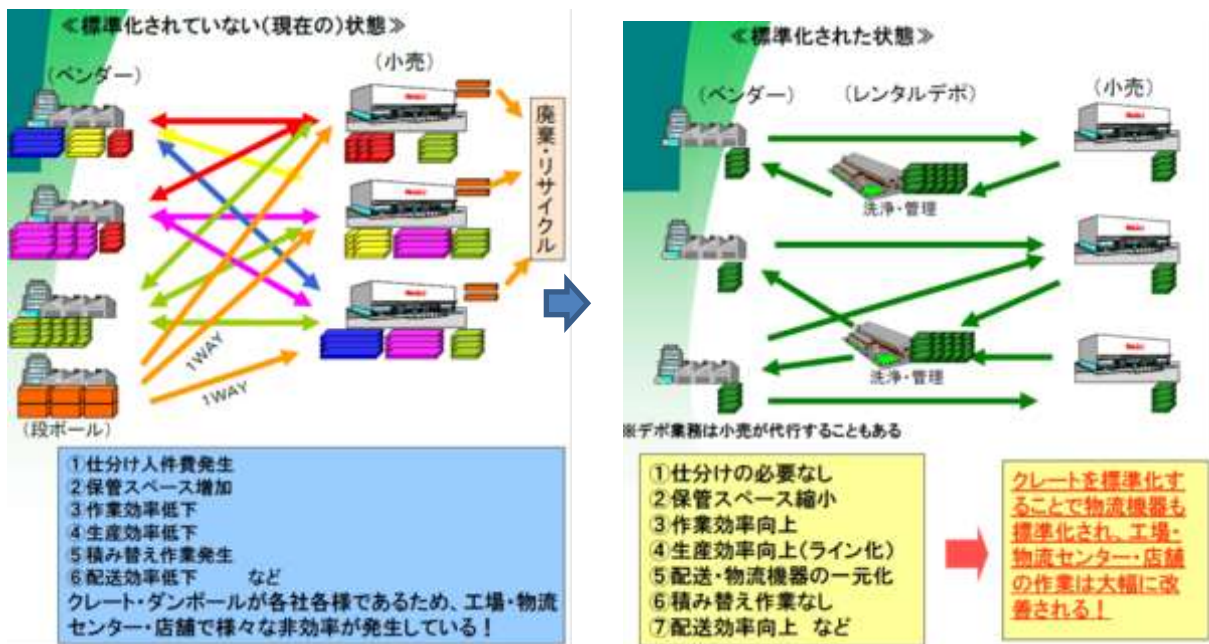 ≪標準化されていない(現在の)状態≫
(ベンダー)
(小売)
廃棄・リサイクル
1WAY
1WAY
(段ボール)
①仕分け人件費発生
②保管スペース増加
③作業効率低下
④生産効率低下
⑤積み替え作業発生
⑥配送効率低下 など
クレート・ダンボールが各社各様であるため、工場・物流
センター・店舗で様々な非効率が発生している!
≪標準化された状態≫
(ベンダー)
(レンタルデポ)
(小売)
洗浄・管理
洗浄・管理
※デポ業務は小売が代行することもある
①仕分けの必要なし
②保管スペース縮小
③作業効率向上
④生産効率向上(ライン化)
⑤配送・物流機器の一元化
⑥積み替え作業なし
⑦配送効率向上 など
クレートを標準化す
ることで物流機器も
標準化され、工場・
物流センター・店舗
の作業は大幅に改
善される!